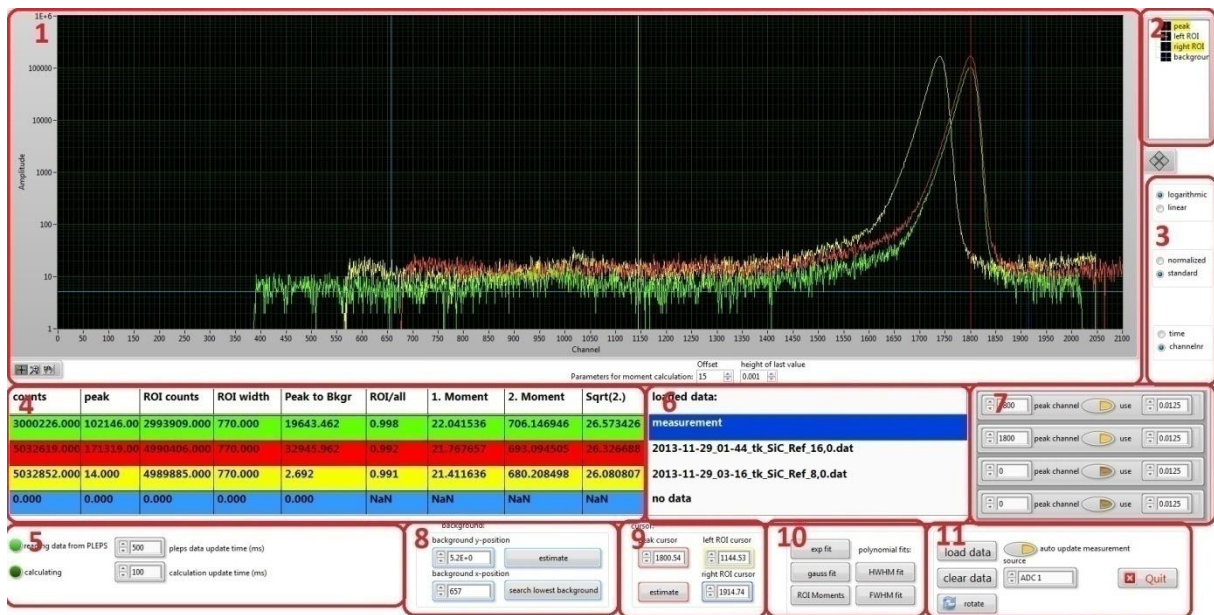 1
1E+6
100000
10000
1000
100
10
1
Amplitude
0 50 100 150 200 250 300 350 400 450 500 550 600 650 700 750 800 850 900 950 1000 1050 1100 1150 1200 1250 1300 1350 1400 1450 1500 1550 1600 1650 1700 1750 1800 1850 1900 1950 2000 2050 2100
Channel
Offset height of last value
Parameters for moment calculation: 15 0.001
2
peak
left ROI
right ROI
backgroun
3
logarithmic
linear
normalized
standard
time
channelnr
4
counts peak ROI counts ROI width Peak to Bkgr ROI/all 1. Moment 2. Moment Sqrt(2.)
3000226.000 102146.00 2993909.000 770.000 19643.462 0.998 22.041536 706.146946 26.573426
5032619.000 171319.00 4990406.000 770.000 32945.962 0.992 21.767657 693.094505 26.326688
5032852.000 14.000 4989885.000 770.000 2.692 0.991 21.411636 680.208498 26.080807
0.000 0.000 0.000 0.000 0.000 NaN NaN NaN NaN
6
loaded data:
measurement
2013-11-29_01-44_tk_SiC_Ref_16,0.dat
2013-11-29_03-16_tk_SiC_Ref_8,0.dat
no data
7
1800 peak channel use 0.0125
1800 peak channel use 0.0125
0 peak channel use 0.0125
0 peak channel use 0.0125
5
reading data from PLEPS 500 pleps data update time (ms)
calculating 100 calculation update time (ms)
8
background:
background y-position
5.2E+0 estimate
background x-position
657 search lowest background
9
cursor:
peak cursor left ROI cursor
1800.54 1144.53
right ROI cursor
estimate 1914.74
10
exp fit polynomial fits:
gauss fit HWHM fit
ROI Moments FWHM fit
11
load data auto update measurement
source
clear data ADC 1 Quit
rotate